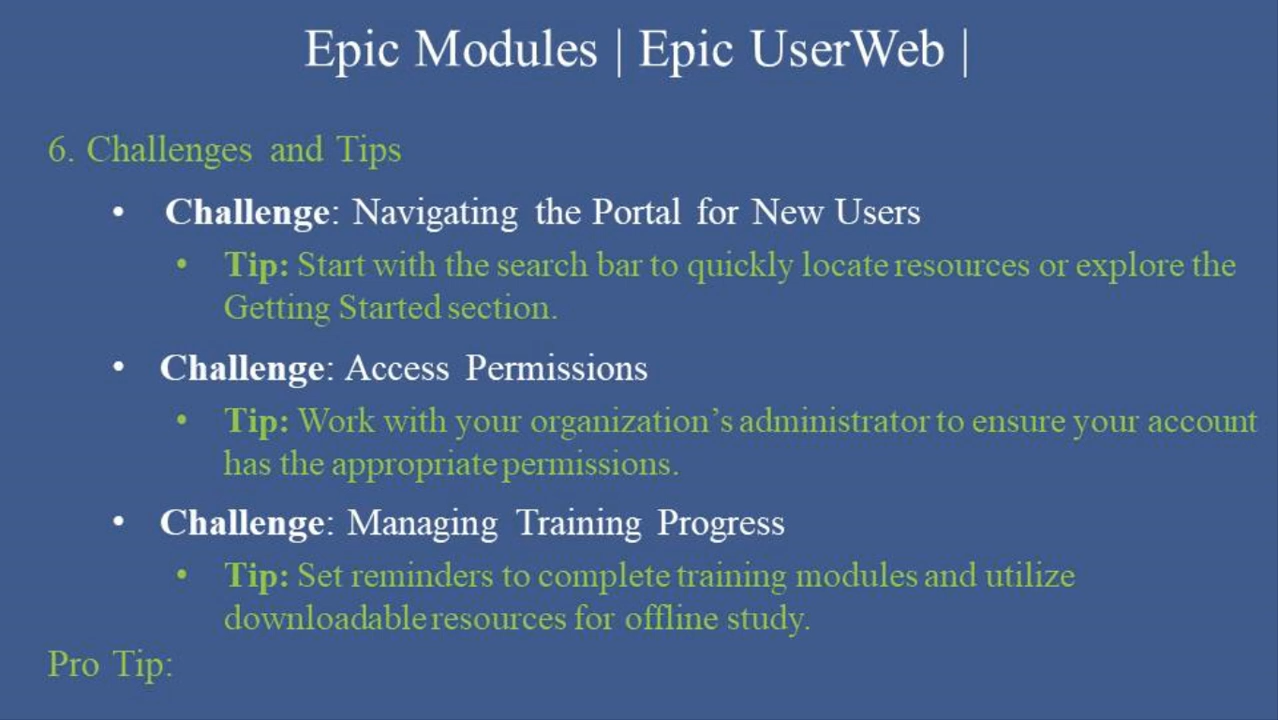 Epic Modules | Epic UserWeb |
6. Challenges and Tips
• Challenge: Navigating the Portal for New Users
• Tip: Start with the search bar to quickly locate resources or explore the
Getting Started section.
• Challenge: Access Permissions
• Tip: Work with your organization’s administrator to ensure your account
has the appropriate permissions.
• Challenge: Managing Training Progress
• Tip: Set reminders to complete training modules and utilize
downloadable resources for offline study.
Pro Tip: